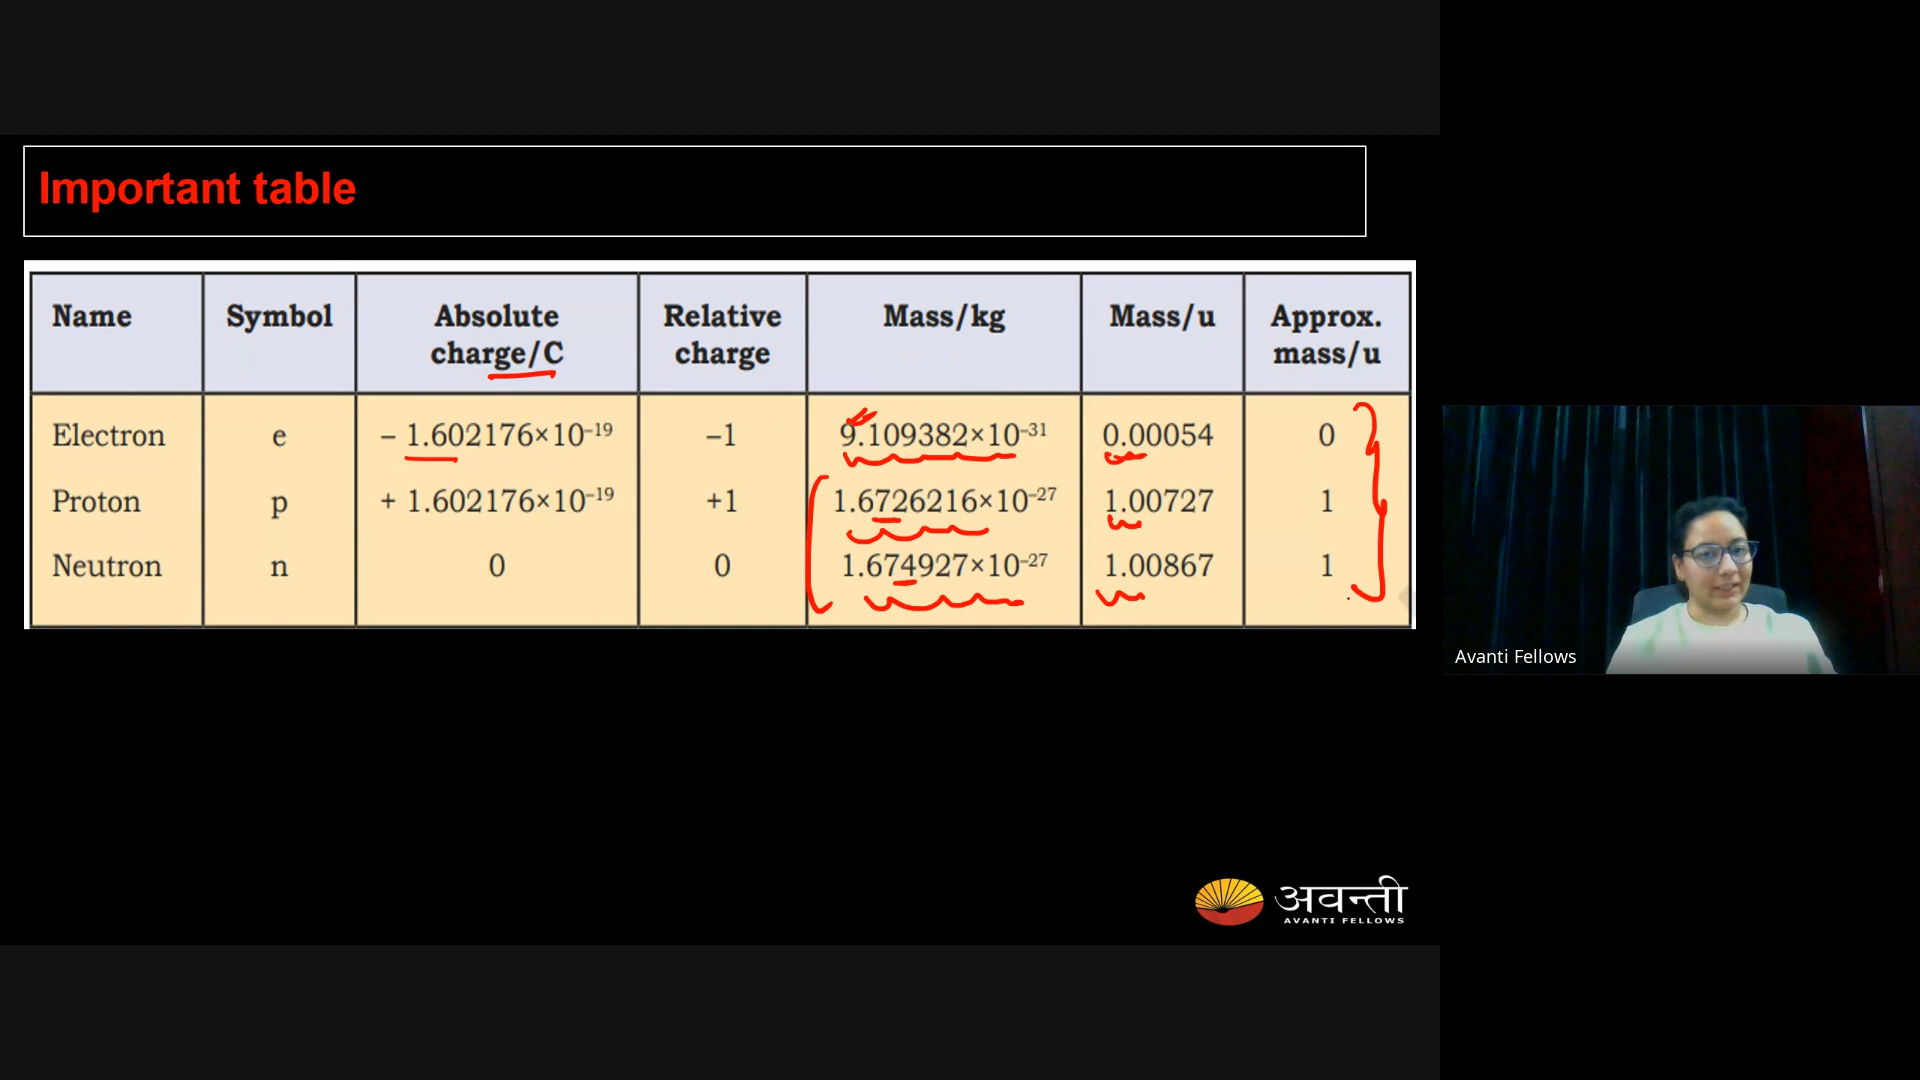 Important table
Name Symbol Absolute charge/C Relative charge Mass/kg Mass/u Approx. mass/u
Electron e – 1.602176×10⁻¹⁹ –1 9.109382×10⁻³¹ 0.00054 0
Proton p + 1.602176×10⁻¹⁹ +1 1.6726216×10⁻²⁷ 1.00727 1
Neutron n 0 0 1.674927×10⁻²⁷ 1.00867 1
Avanti Fellows
अवन्ती
AVANTI FELLOWS